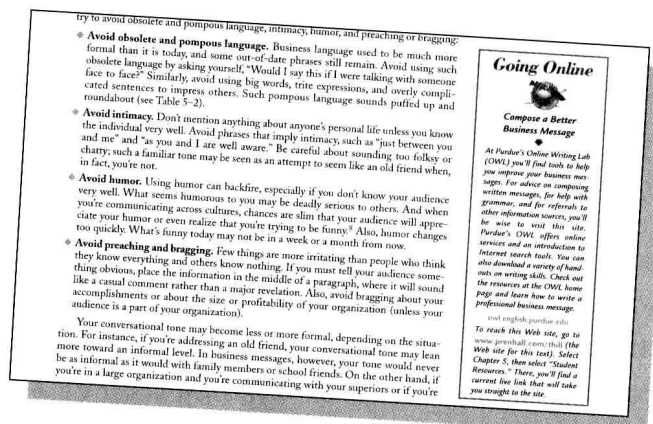 try to avoid obsolete and pompous language, intimacy, humor, and preaching or bragging:
Avoid obsolete and pompous language. Business language used to be much more
formal than it is today, and some out-of-date phrases still remain. Avoid using such
obsolete language by asking yourself, "Would I say this if I were talking with someone
face to face?" Similarly, avoid using big words, trite expressions, and overly compli-
cated sentences to impress others. Such pompous language sounds puffed up and
roundabout (see Table 5–2).
Avoid intimacy. Don't mention anything about anyone's personal life unless you know
the individual very well. Avoid phrases that imply intimacy, such as "just between you
and me" and "as you and I are well aware." Be careful about sounding too folksy or
chatty; such a familiar tone may be seen as an attempt to seem like an old friend when,
in fact, you're not.
Avoid humor. Using humor can backfire, especially if you don't know your audience
very well. What seems humorous to you may be deadly serious to others. And when
you're communicating across cultures, chances are slim that your audience will appre-
ciate your humor or even realize that you're trying to be funny.8 Also, humor changes
too quickly. What's funny today may not be in a week or a month from now.
Avoid preaching and bragging. Few things are more irritating than people who think
they know everything and others know nothing. If you must tell your audience some-
thing obvious, place the information in the middle of a paragraph, where it will sound
like a casual comment rather than a major revelation. Also, avoid bragging about your
accomplishments or about the size or profitability of your organization (unless your
audience is a part of your organization).
Your conversational tone may become less or more formal, depending on the situa-
tion. For instance, if you're addressing an old friend, your conversational tone may lean
more toward an informal level. In business messages, however, your tone would never
be as informal as it would with family members or school friends. On the other hand, if
you're in a large organization and you're communicating with your superiors or if you're
Going Online
Compose a Better
Business Message
At Purdue's Online Writing Lab
(OWL) you'll find tools to help
you improve your business mes-
sages. For advice on composing
written messages, for help with
grammar, and for referrals to
other information sources, you'll
be wise to visit this site.
Purdue's OWL offers online
services and an introduction to
Internet search tools. You can
also download a variety of hand-
outs on writing skills. Check out
the resources at the OWL home
page and learn how to write a
professional business message.
owl.english.purdue.edu
To reach this Web site, go to
www.prenhall.com/thill (the
Web site for this text). Select
Chapter 5, then select "Student
Resources." There, you'll find a
current live link that will take
you straight to the site.